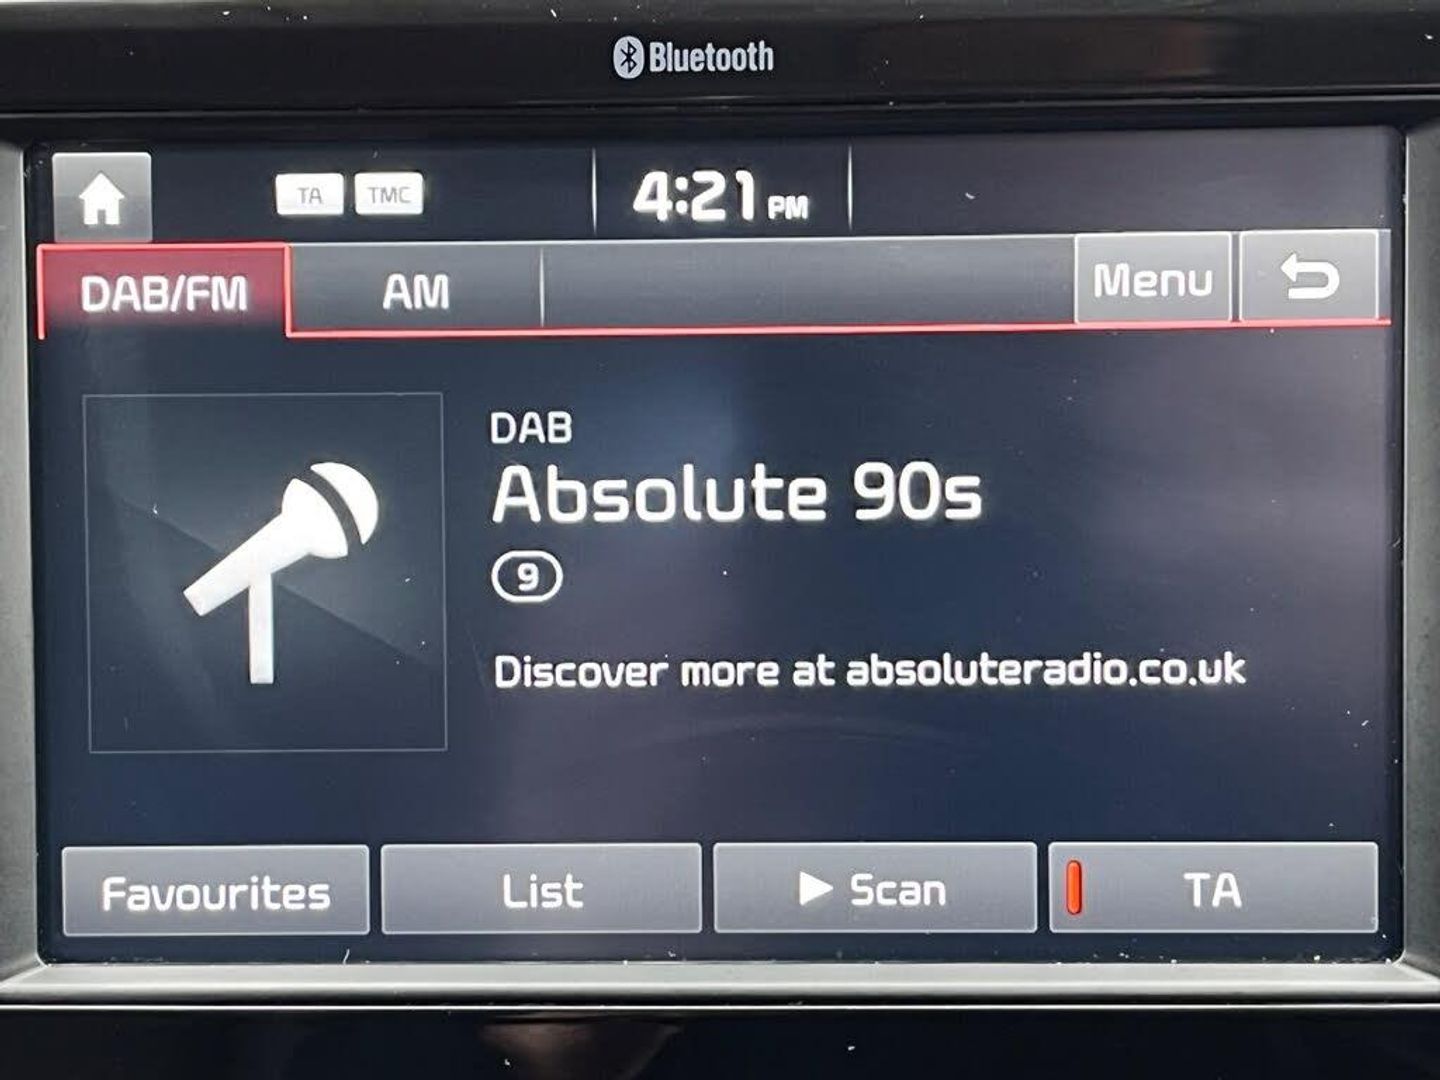 Bluetooth
TA TMC 4:21 PM
DAB/FM AM Menu
DAB
Absolute 90s
9
Discover more at absoluteradio.co.uk
Favourites List Scan TA